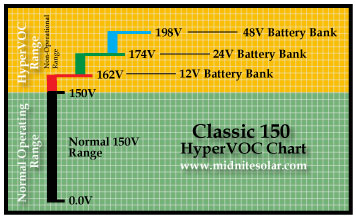 HyperVOC
Range
Non-Operational
Range
198V
48V Battery Bank
174V
24V Battery Bank
162V
12V Battery Bank
150V
Normal Operating
Range
Normal 150V
Range
Classic 150
HyperVOC Chart
www.midnitesolar.com
0.0V